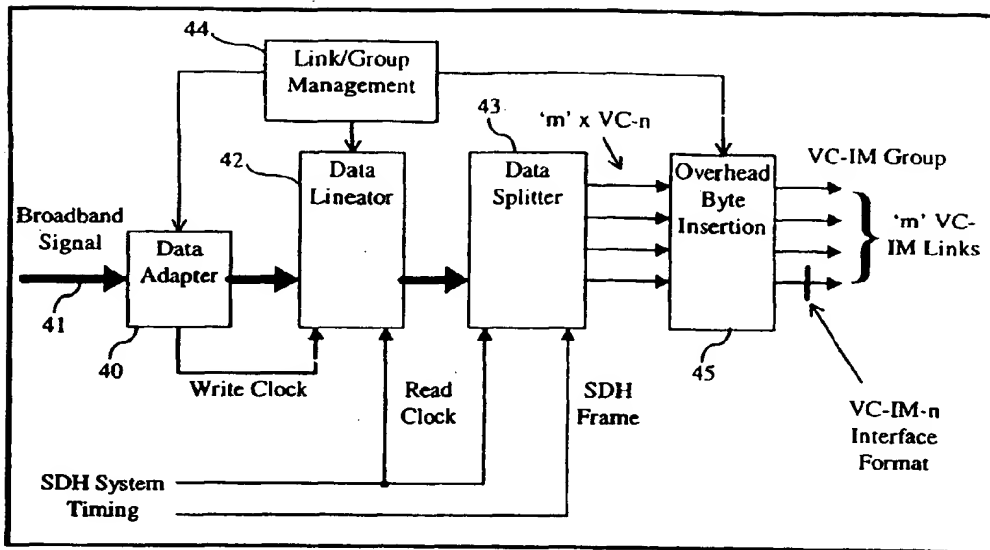 44
Link/Group
Management
43
'm' x VC-n
42
Data
Lineator
Data
Splitter
Overhead
Byte
Insertion
VC-IM Group
'm' VC-
IM Links
Broadband
Signal
Data
Adapter
41
40
45
Write Clock
Read
Clock
SDH
Frame
VC-IM-n
Interface
Format
SDH System
Timing